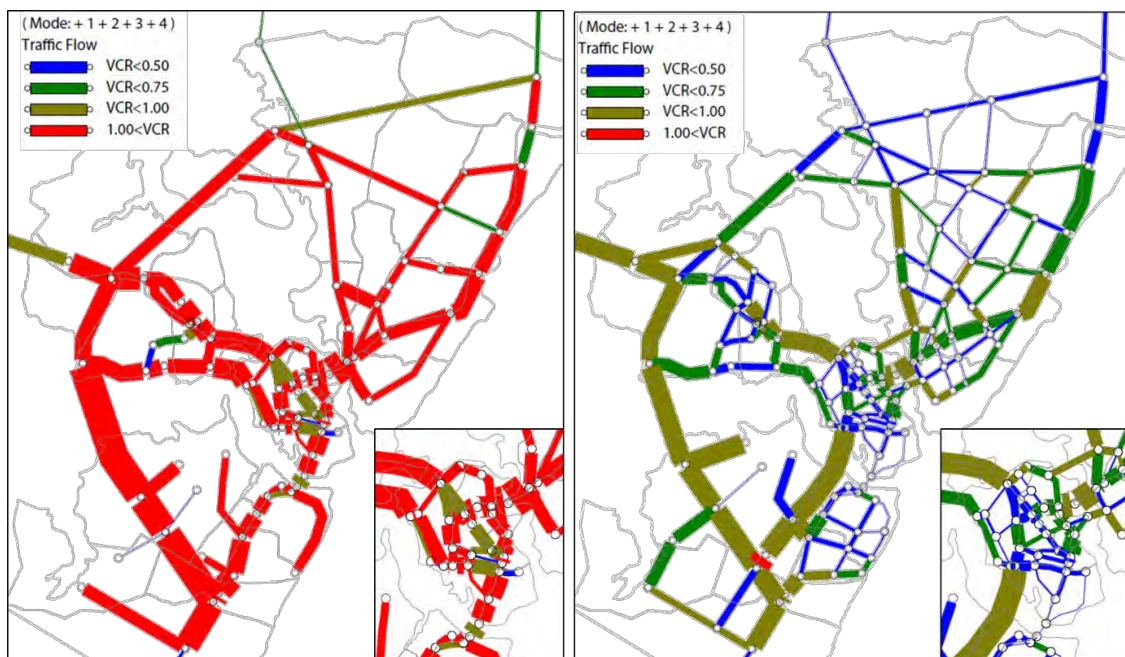 ( Mode: + 1 + 2 + 3 + 4 )
Traffic Flow
VCR<0.50
VCR<0.75
VCR<1.00
1.00<VCR
( Mode: + 1 + 2 + 3 + 4 )
Traffic Flow
VCR<0.50
VCR<0.75
VCR<1.00
1.00<VCR